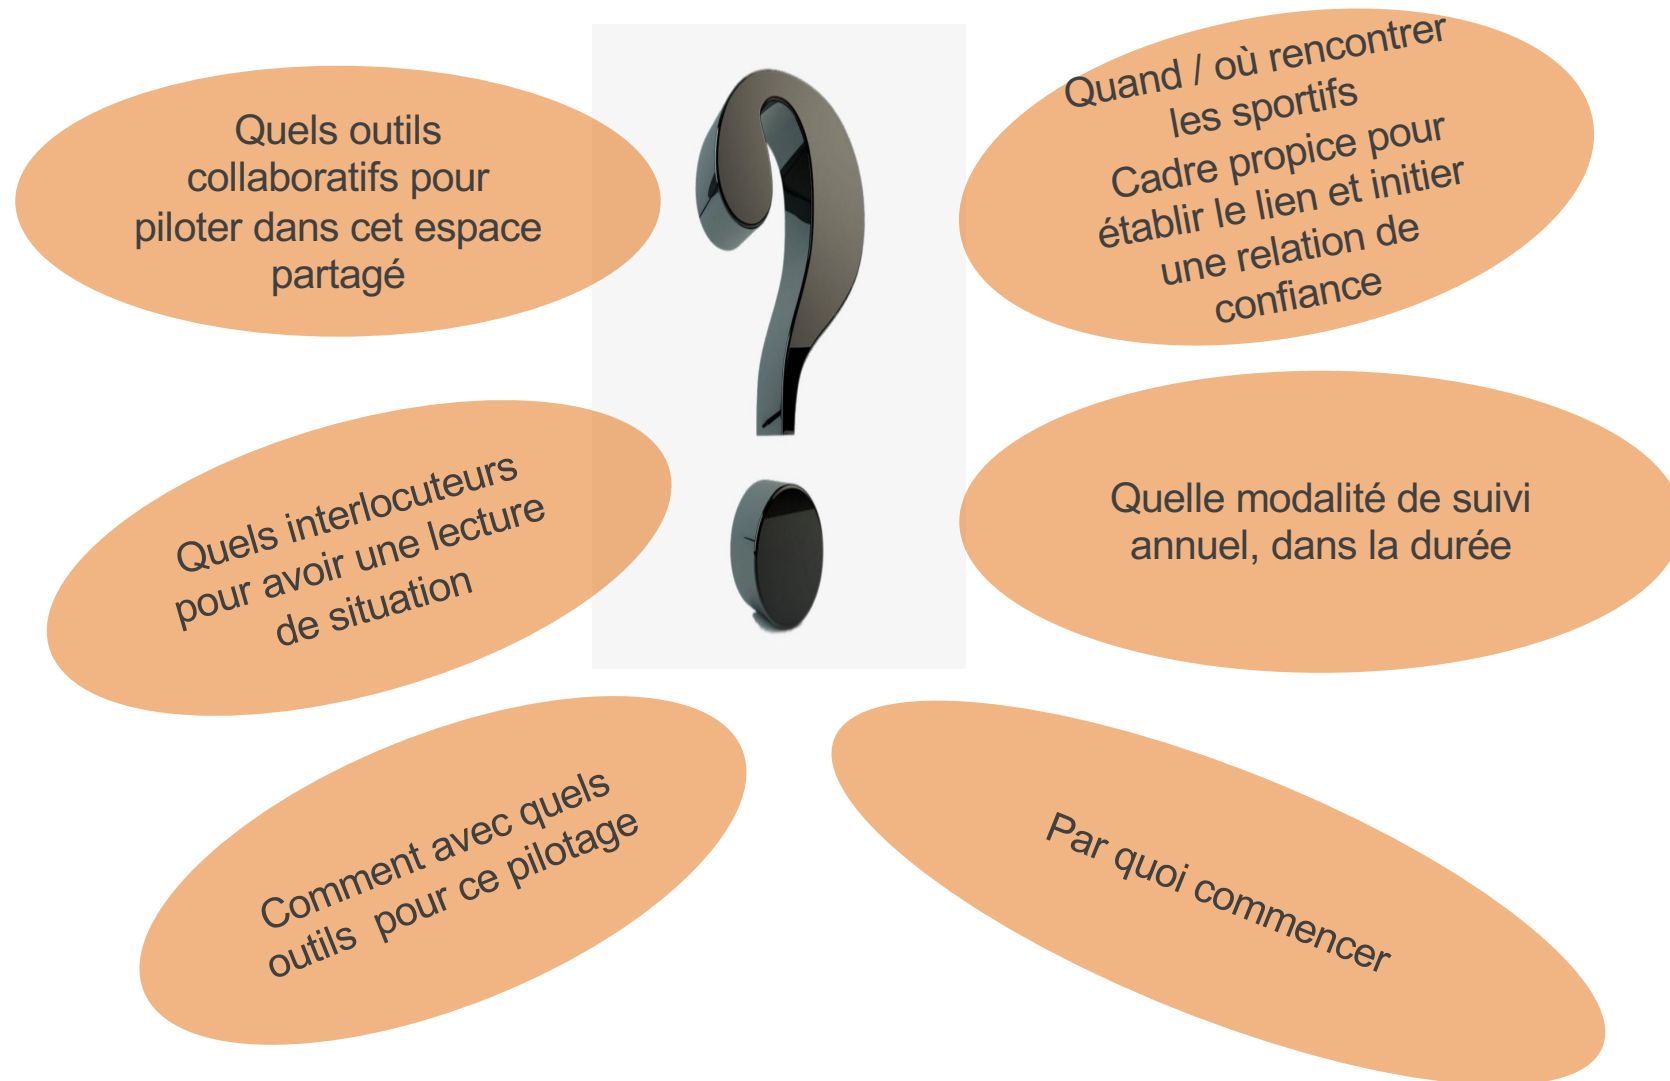 Quels outils
collaboratifs pour
piloter dans cet espace
partagé
Quand / où rencontrer
les sportifs
Cadre propice pour
établir le lien et initier
une relation de
confiance
Quels interlocuteurs
pour avoir une lecture
de situation
Quelle modalité de suivi
annuel, dans la durée
Comment avec quels
outils  pour ce pilotage
Par quoi commencer